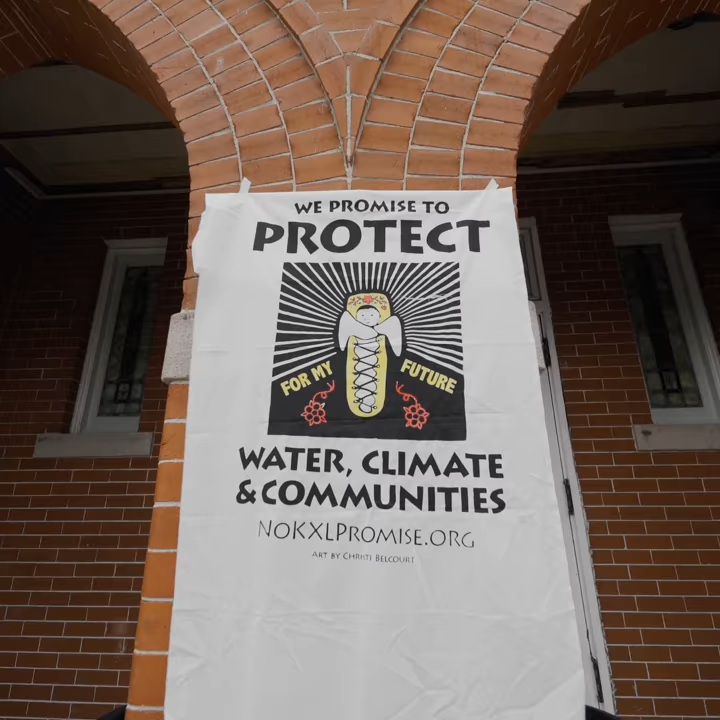 WE PROMISE TO
PROTECT
FOR MY FUTURE
WATER, CLIMATE
& COMMUNITIES
NOKXLPROMISE.ORG
ART BY CHRISTI BELCOURT